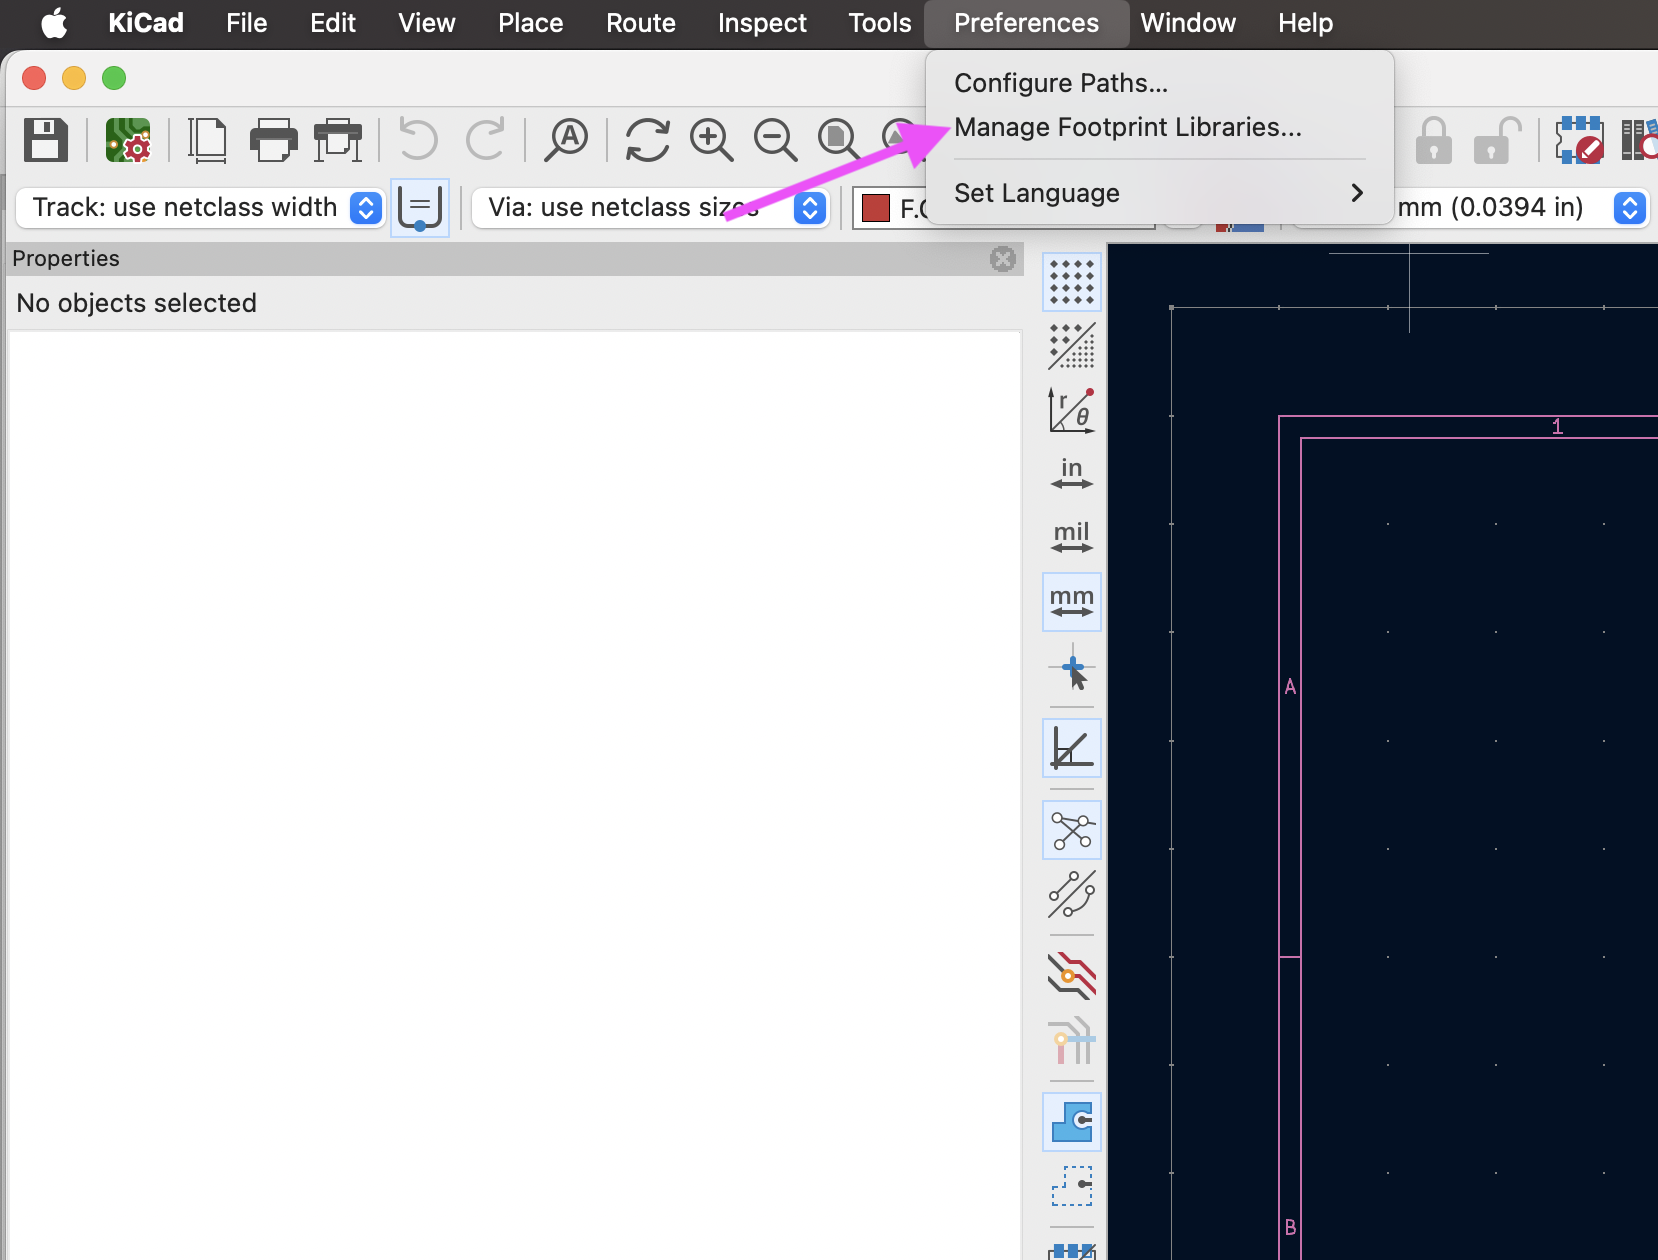 KiCad File Edit View Place Route Inspect Tools Preferences Window Help
Configure Paths...
Manage Footprint Libraries...
Set Language
Track: use netclass width
Via: use netclass sizes
F.C
mm (0.0394 in)
Properties
No objects selected
r
θ
in
mil
mm
1
A
B